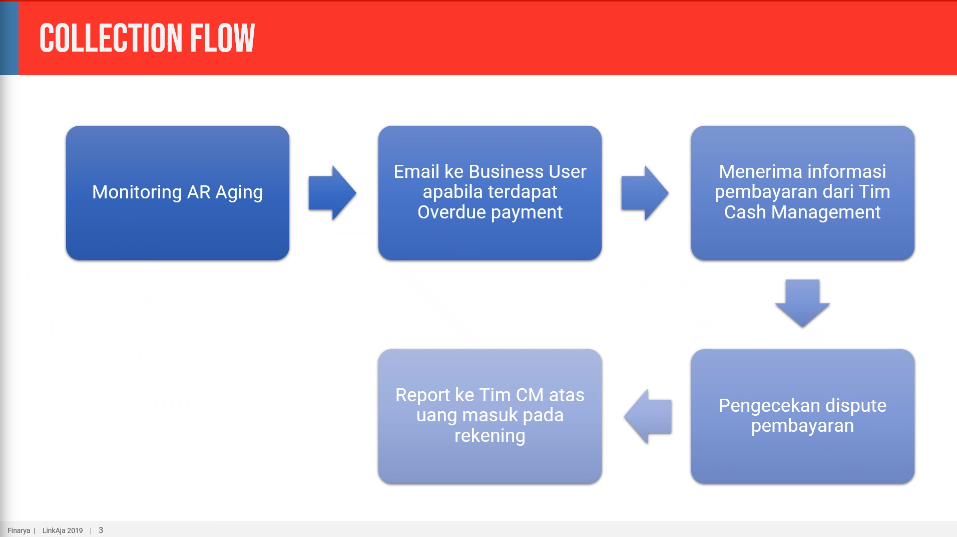 COLLECTION FLOW
Monitoring AR Aging
Email ke Business User
apabila terdapat
Overdue payment
Menerima informasi
pembayaran dari Tim
Cash Management
Pengecekan dispute
pembayaran
Report ke Tim CM atas
uang masuk pada
rekening
Finarya | LinkAja 2019 | 3